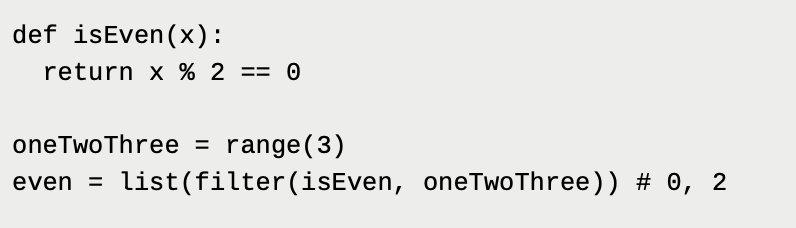 def isEven(x):
  return x % 2 == 0
oneTwoThree = range(3)
even = list(filter(isEven, oneTwoThree)) # 0, 2